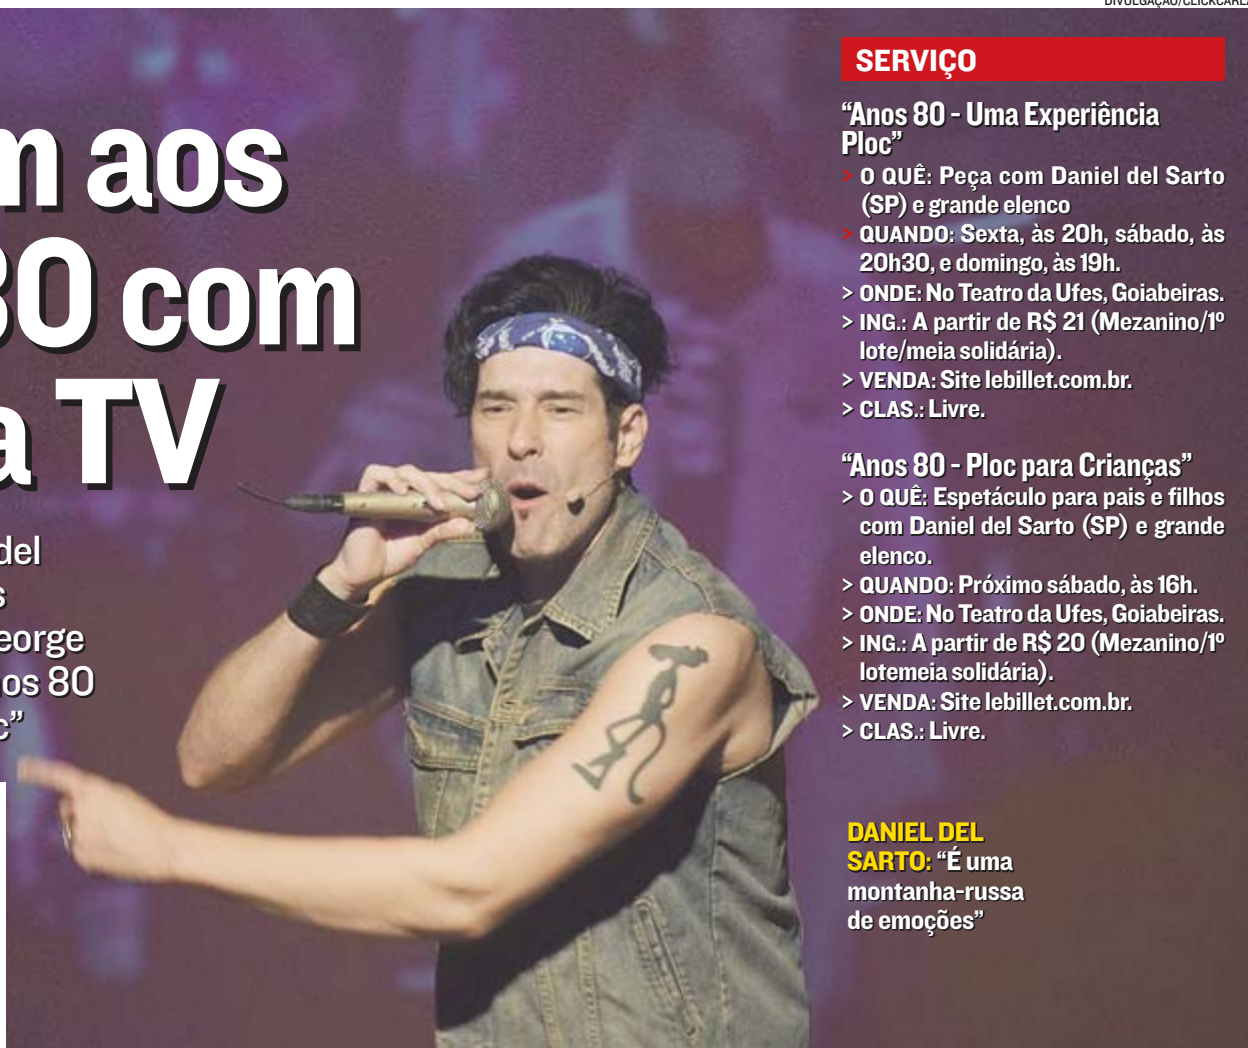 DIVULGAÇÃO/CLICKCARL
m aos
80 com
a TV
del
s
eorge
os 80
c”
SERVIÇO
“Anos 80 - Uma Experiência
Ploc”
> O QUÊ: Peça com Daniel del Sarto
(SP) e grande elenco
> QUANDO: Sexta, às 20h, sábado, às
20h30, e domingo, às 19h.
> ONDE: No Teatro da Ufes, Goiabeiras.
> ING.: A partir de R$ 21 (Mezanino/1º
lote/meia solidária).
> VENDA: Site lebillet.com.br.
> CLAS.: Livre.
“Anos 80 - Ploc para Crianças”
> O QUÊ: Espetáculo para pais e filhos
com Daniel del Sarto (SP) e grande
elenco.
> QUANDO: Próximo sábado, às 16h.
> ONDE: No Teatro da Ufes, Goiabeiras.
> ING.: A partir de R$ 20 (Mezanino/1º
lotemeia solidária).
> VENDA: Site lebillet.com.br.
> CLAS.: Livre.
DANIEL DEL
SARTO: “É uma
montanha-russa
de emoções”